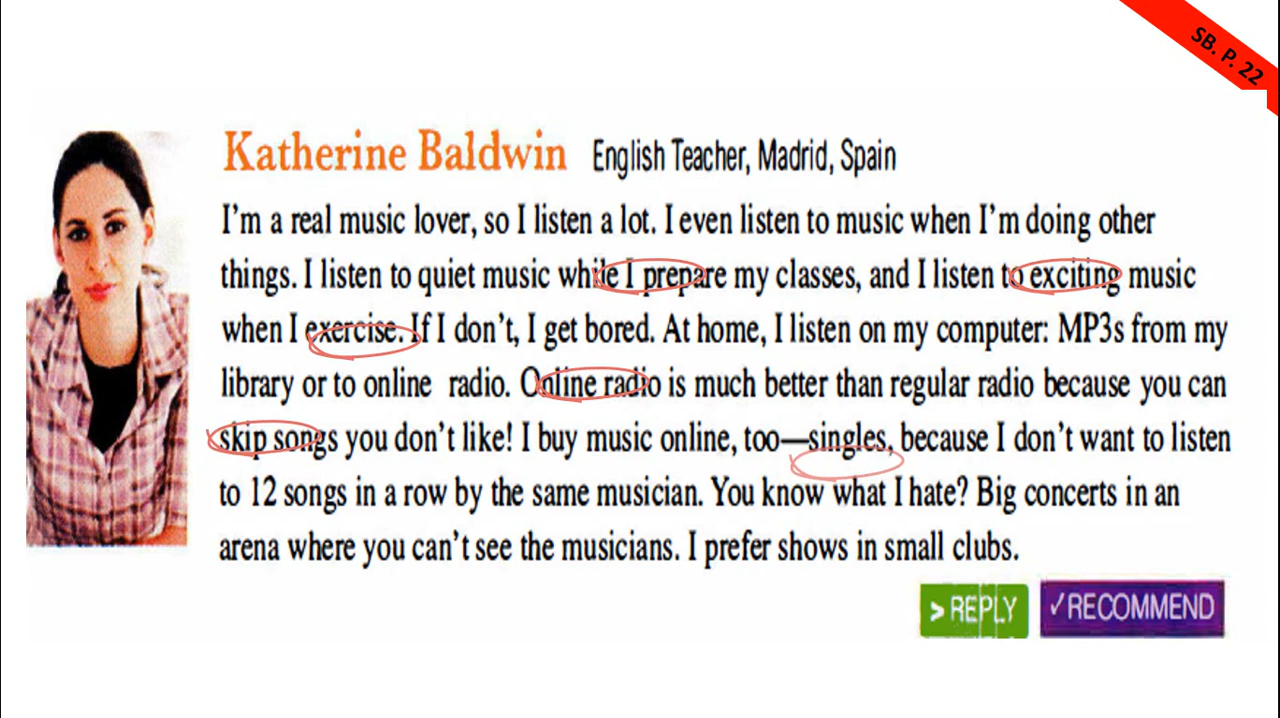 SB. P. 22
Katherine Baldwin English Teacher, Madrid, Spain
I'm a real music lover, so I listen a lot. I even listen to music when I'm doing other
things. I listen to quiet music while I prepare my classes, and I listen to exciting music
when I exercise. If I don't, I get bored. At home, I listen on my computer: MP3s from my
library or to online radio. Online radio is much better than regular radio because you can
skip songs you don't like! I buy music online, too—singles, because I don't want to listen
to 12 songs in a row by the same musician. You know what I hate? Big concerts in an
arena where you can't see the musicians. I prefer shows in small clubs.
>REPLY ✓RECOMMEND